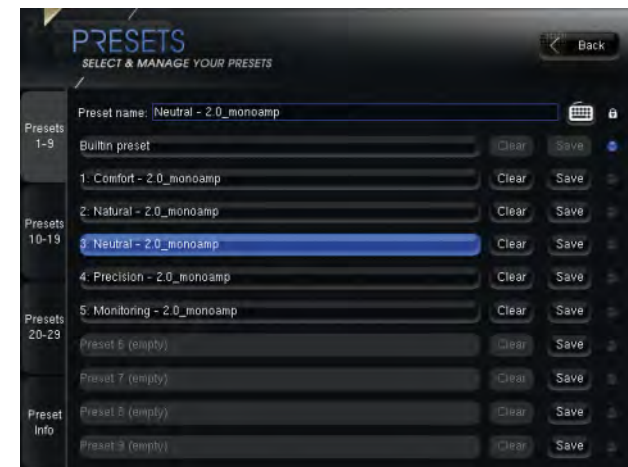 PRESETS
SELECT & MANAGE YOUR PRESETS
Back
Preset name: Neutral - 2.0_monoamp
Presets
1-9
Builtin preset Clear Save
1: Comfort - 2.0_monoamp Clear Save
2: Natural - 2.0_monoamp Clear Save
Presets
10-19
3: Neutral - 2.0_monoamp Clear Save
4: Precision - 2.0_monoamp Clear Save
5: Monitoring - 2.0_monoamp Clear Save
Presets
20-29
Preset 6 (empty) Clear Save
Preset 7 (empty) Clear Save
Preset 8 (empty) Clear Save
Preset
Info
Preset 9 (empty) Clear Save